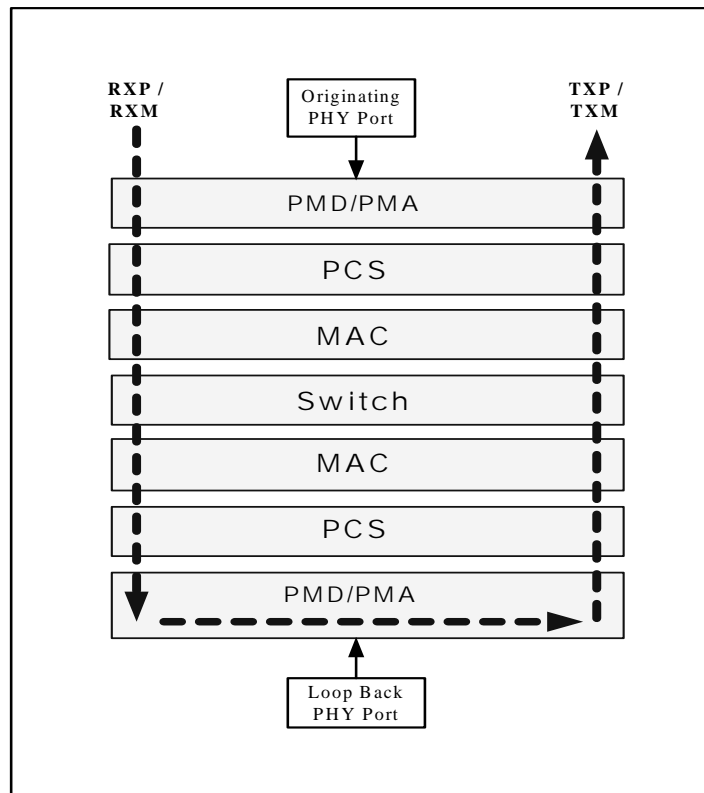 RXP /
RXM
Originating
PHY Port
TXP /
TXM
PMD/PMA
PCS
MAC
Switch
MAC
PCS
PMD/PMA
Loop Back
PHY Port